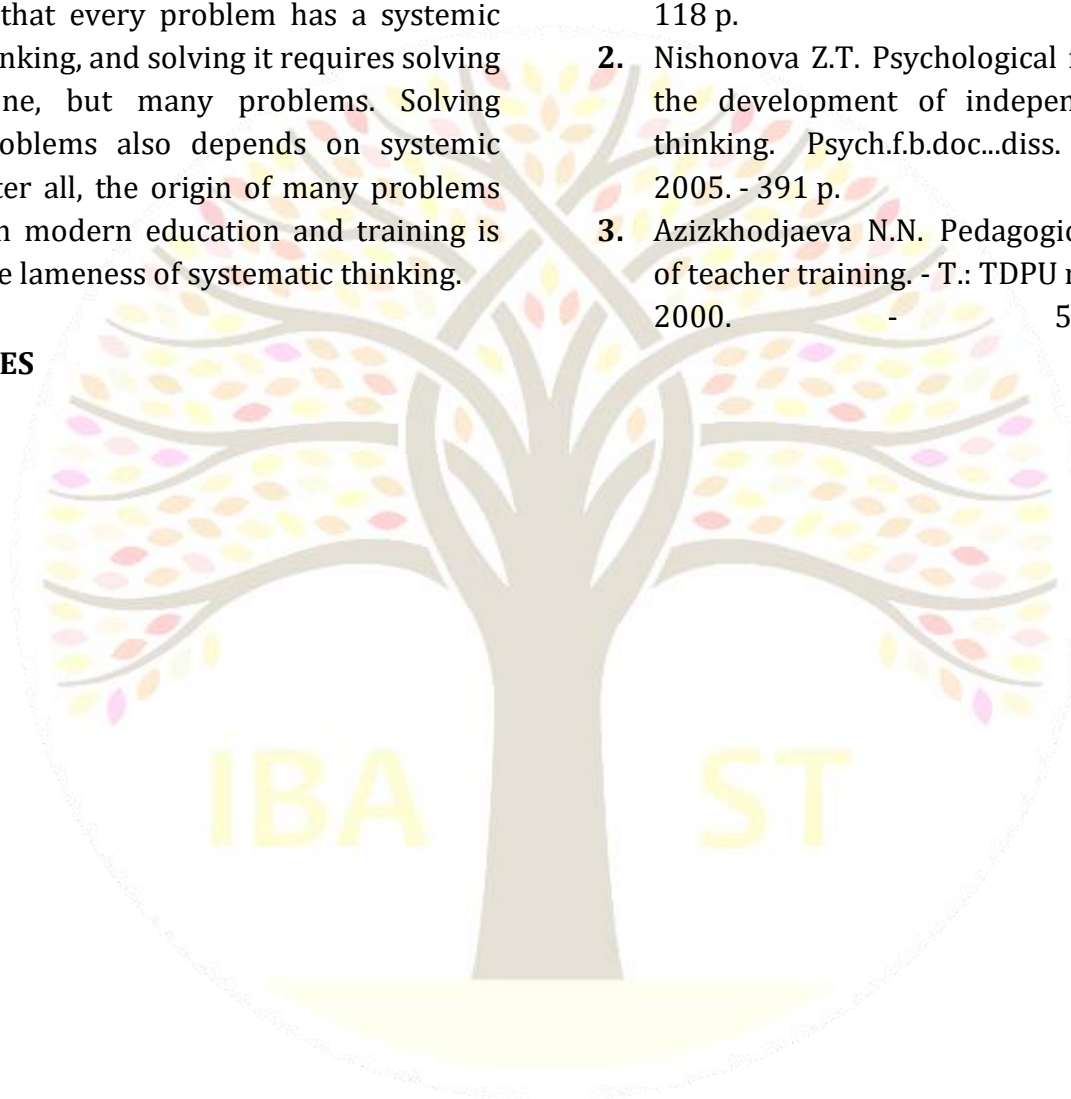 that every problem has a systemic
nking, and solving it requires solving
ne, but many problems. Solving
oblems also depends on systemic
ter all, the origin of many problems
n modern education and training is
e lameness of systematic thinking.
ES
118 p.
2. Nishonova Z.T. Psychological f
the development of indepen
thinking. Psych.f.b.doc...diss.
2005. - 391 p.
3. Azizkhodjaeva N.N. Pedagogic
of teacher training. - T.: TDPU r
2000. - 5
IBA ST